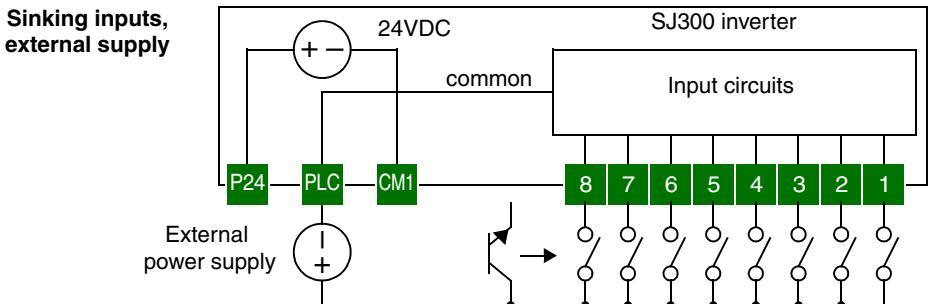 Sinking inputs,
external supply
24VDC
SJ300 inverter
+ –
common
Input circuits
P24 PLC CM1 8 7 6 5 4 3 2 1
External
power supply
–
+